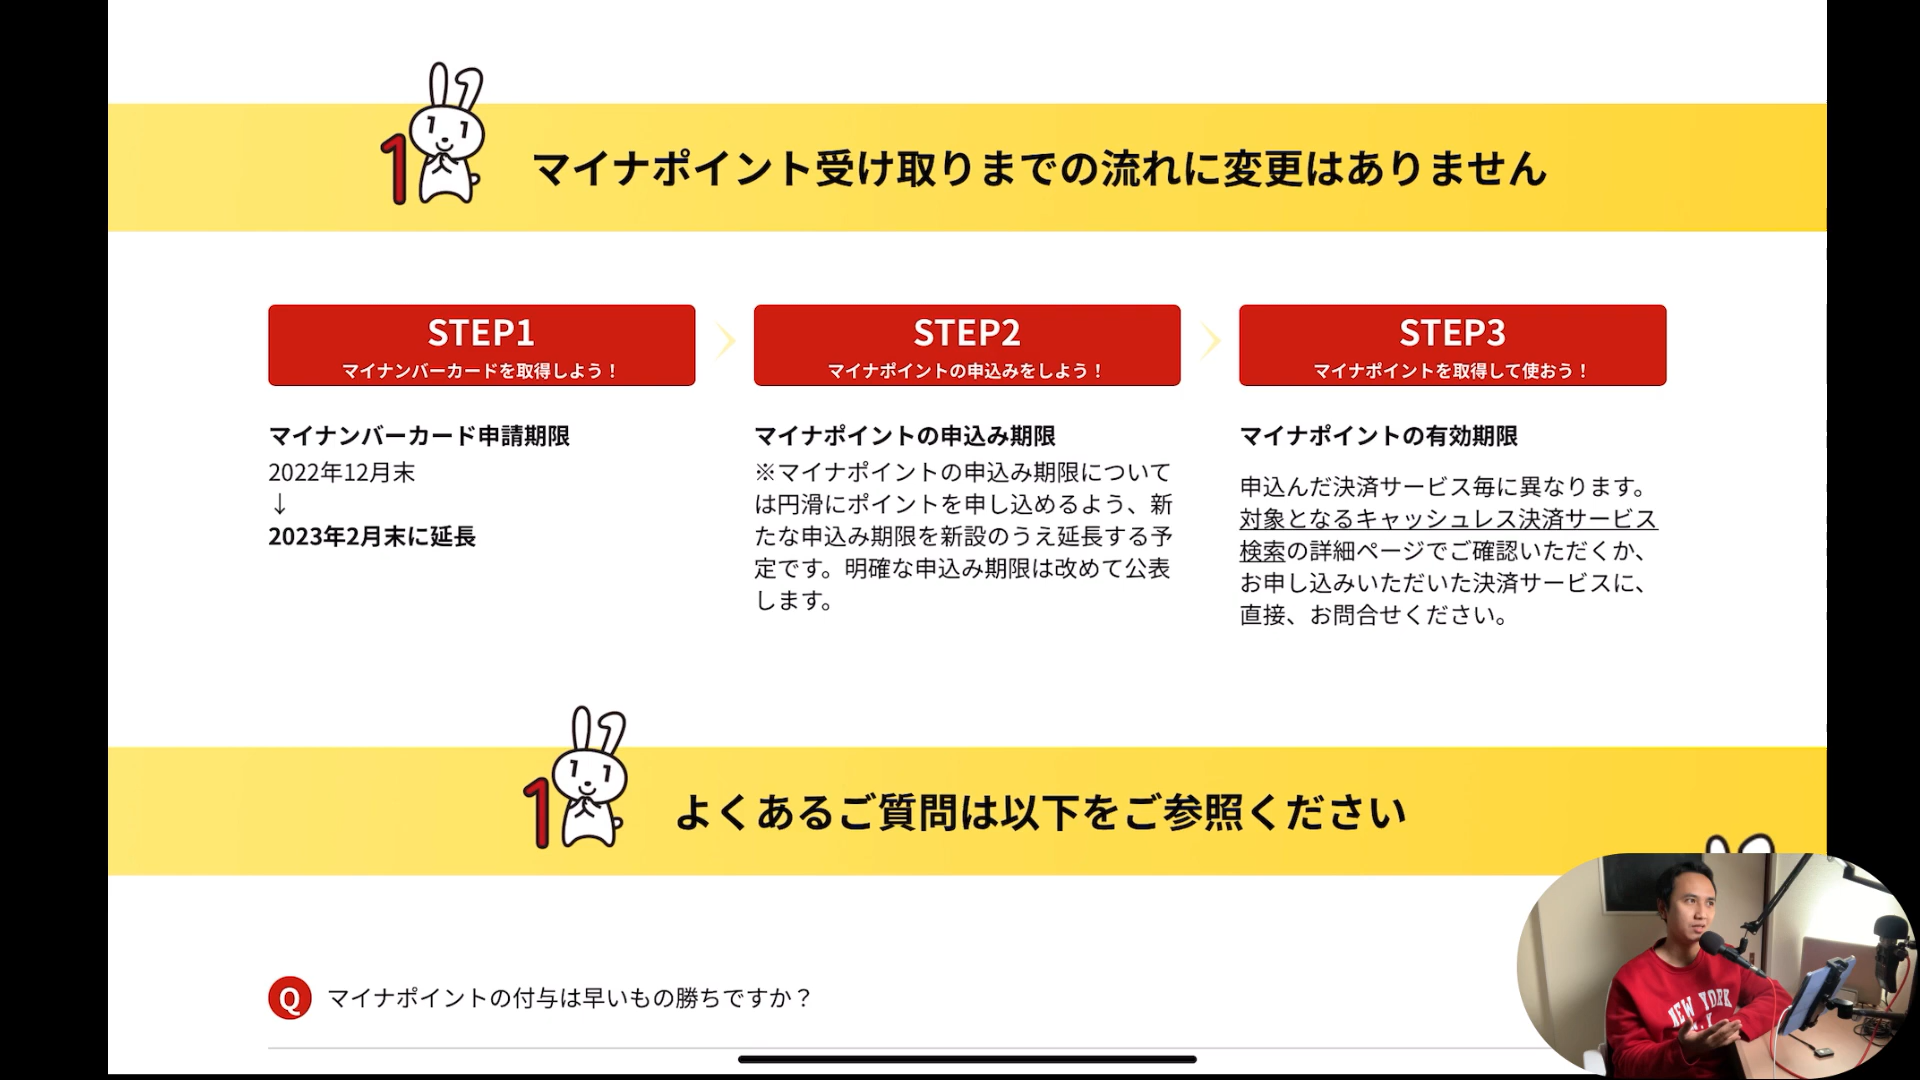 マイナポイント受け取りまでの流れに変更はありません
STEP1
マイナンバーカードを取得しよう！
STEP2
マイナポイントの申込みをしよう！
STEP3
マイナポイントを取得して使おう！
マイナンバーカード申請期限
2022年12月末
↓
2023年2月末に延長
マイナポイントの申込み期限
※マイナポイントの申込み期限について
は円滑にポイントを申し込めるよう、新
たな申込み期限を新設のうえ延長する予
定です。明確な申込み期限は改めて公表
します。
マイナポイントの有効期限
申込んだ決済サービス毎に異なります。
対象となるキャッシュレス決済サービス
検索の詳細ページでご確認いただくか、
お申し込みいただいた決済サービスに、
直接、お問合せください。
よくあるご質問は以下をご参照ください
Q マイナポイントの付与は早いもの勝ちですか？
NEW YORK